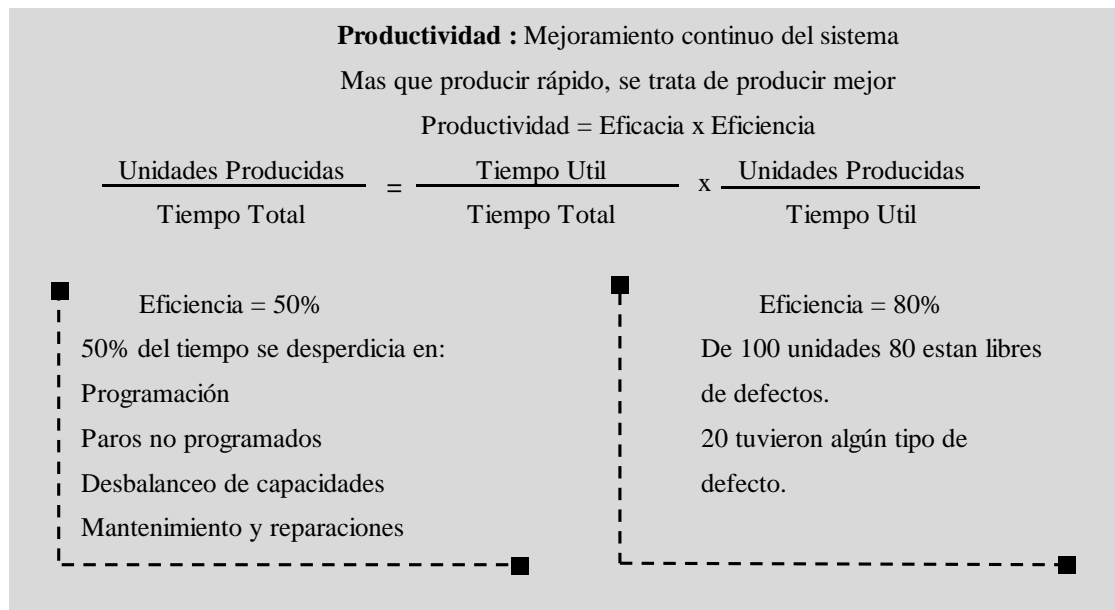 Productividad : Mejoramiento continuo del sistema
Mas que producir rápido, se trata de producir mejor
Productividad = Eficacia x Eficiencia
Unidades Producidas = Tiempo Util x Unidades Producidas
Tiempo Total Tiempo Total Tiempo Util
Eficiencia = 50%
50% del tiempo se desperdicia en:
Programación
Paros no programados
Desbalanceo de capacidades
Mantenimiento y reparaciones
Eficiencia = 80%
De 100 unidades 80 estan libres
de defectos.
20 tuvieron algún tipo de
defecto.